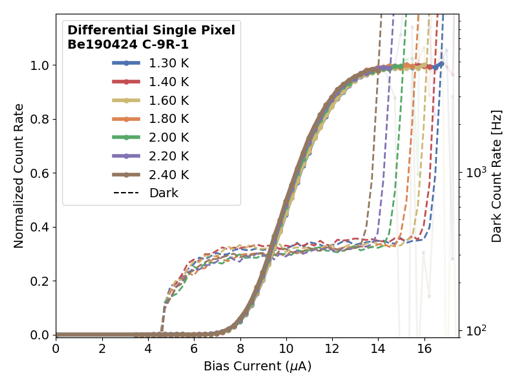 Differential Single Pixel
Be190424 C-9R-1
1.30 K
1.40 K
1.60 K
1.80 K
2.00 K
2.20 K
2.40 K
Dark
Normalized Count Rate
1.0
0.8
0.6
0.4
0.2
0.0
0 2 4 6 8 10 12 14 16
Bias Current (μA)
Dark Count Rate [Hz]
10³
10²